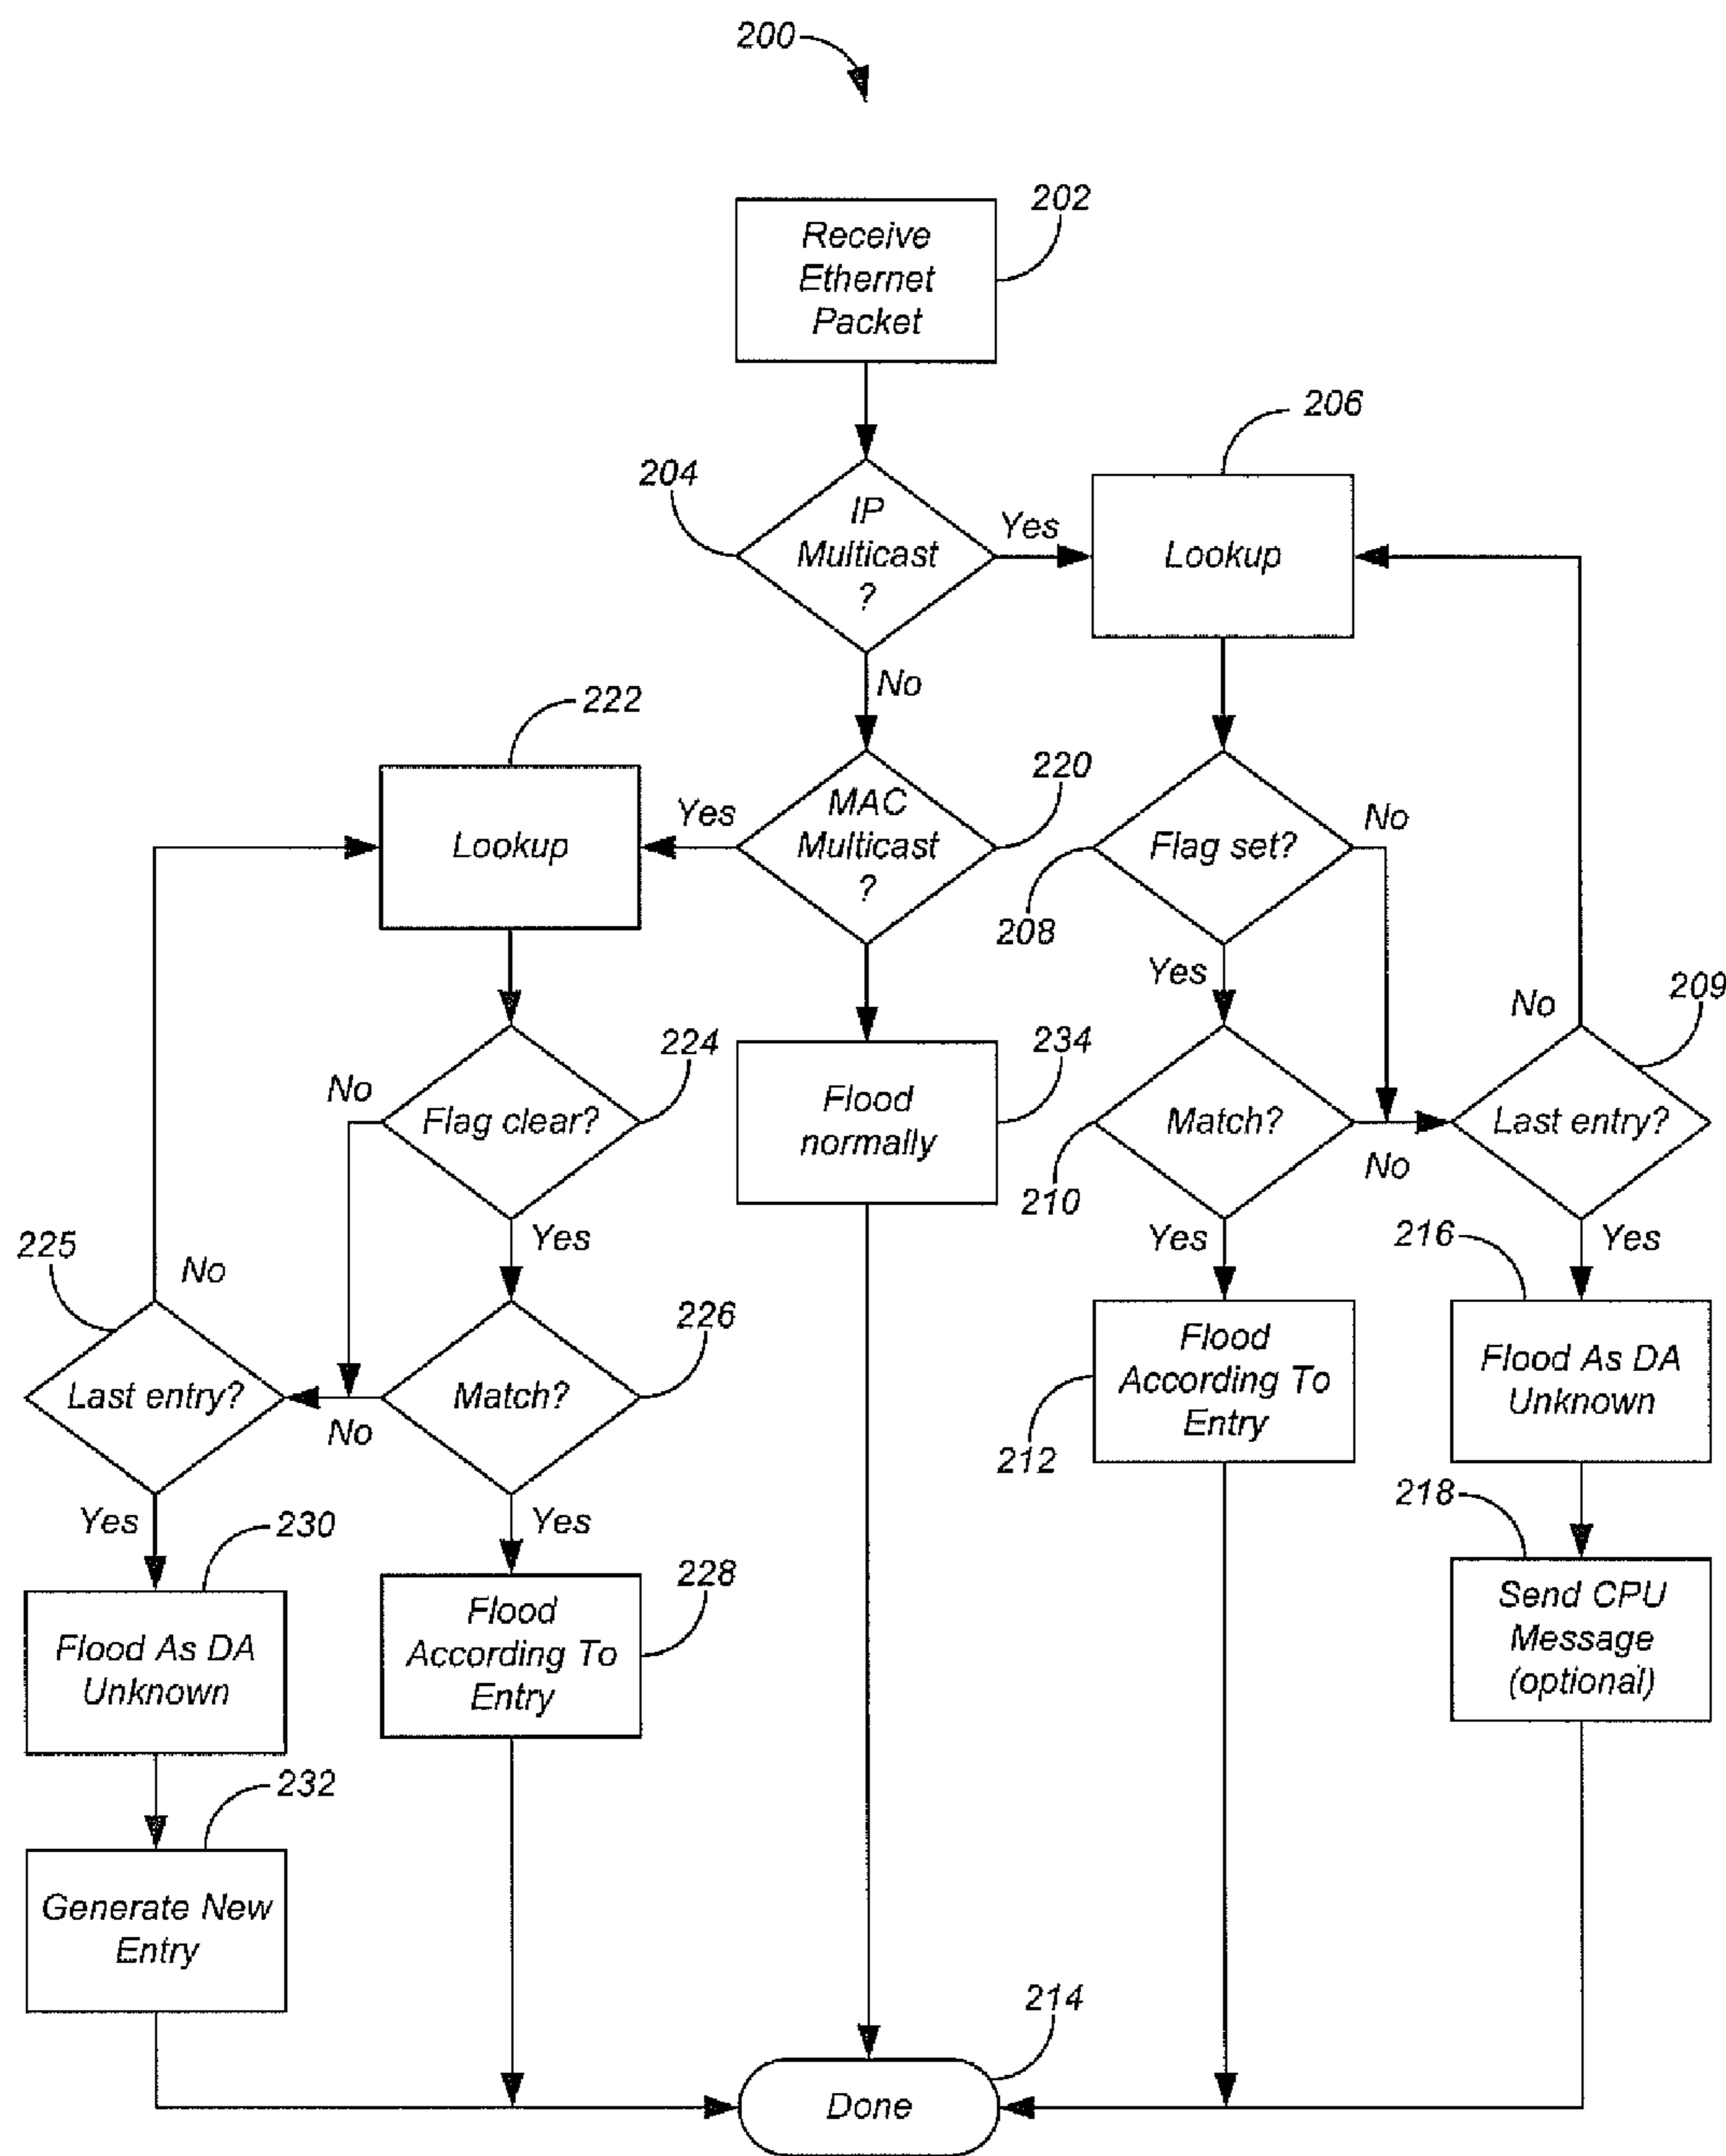 200
202
Receive
Ethernet
Packet
206
204
IP
Multicast
?
Yes
Lookup
No
222
220
MAC
Multicast
?
Yes
Lookup
Flag set?
No
208
Yes
209
No
224
No
Flag clear?
234
Flood
normally
Match?
Last entry?
No
210
225
No
Yes
Yes
216
Yes
226
Last entry?
Match?
No
Flood
According To
Entry
212
Flood As DA
Unknown
218
Yes
230
Yes
228
Flood As DA
Unknown
Flood
According To
Entry
Send CPU
Message
(optional)
232
Generate New
Entry
214
Done